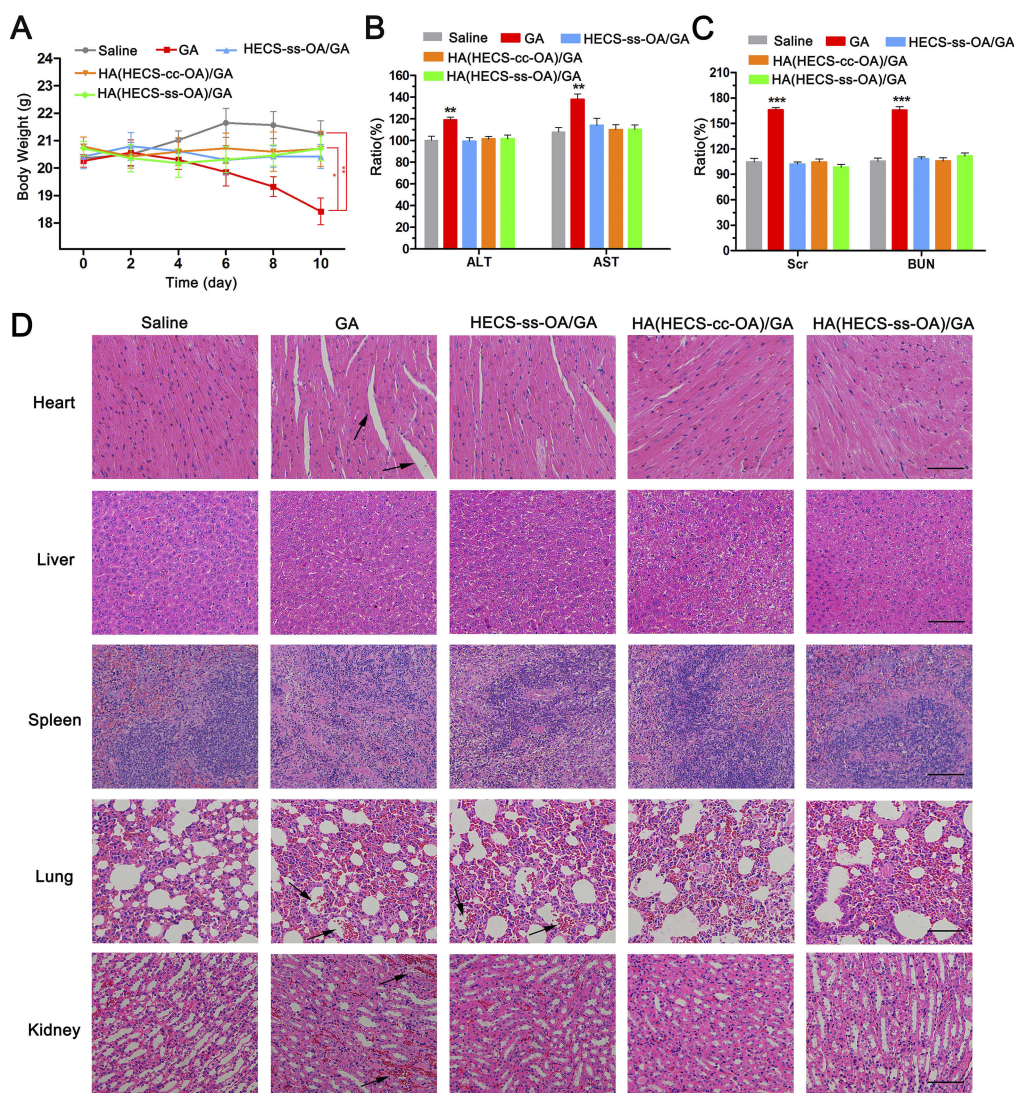 A
Saline GA HECS-ss-OA/GA
HA(HECS-cc-OA)/GA
HA(HECS-ss-OA)/GA
Body Weight (g)
23
22
21
20
19
18
0 2 4 6 8 10
Time (day)
*
**
B
Saline GA HECS-ss-OA/GA
HA(HECS-cc-OA)/GA
HA(HECS-ss-OA)/GA
Ratio(%)
160
140
120
100
80
60
40
20
0
**
**
ALT AST
C
Saline GA HECS-ss-OA/GA
HA(HECS-cc-OA)/GA
HA(HECS-ss-OA)/GA
Ratio(%)
210
180
150
120
90
60
30
0
***
***
Scr BUN
D
Saline GA HECS-ss-OA/GA HA(HECS-cc-OA)/GA HA(HECS-ss-OA)/GA
Heart
Liver
Spleen
Lung
Kidney